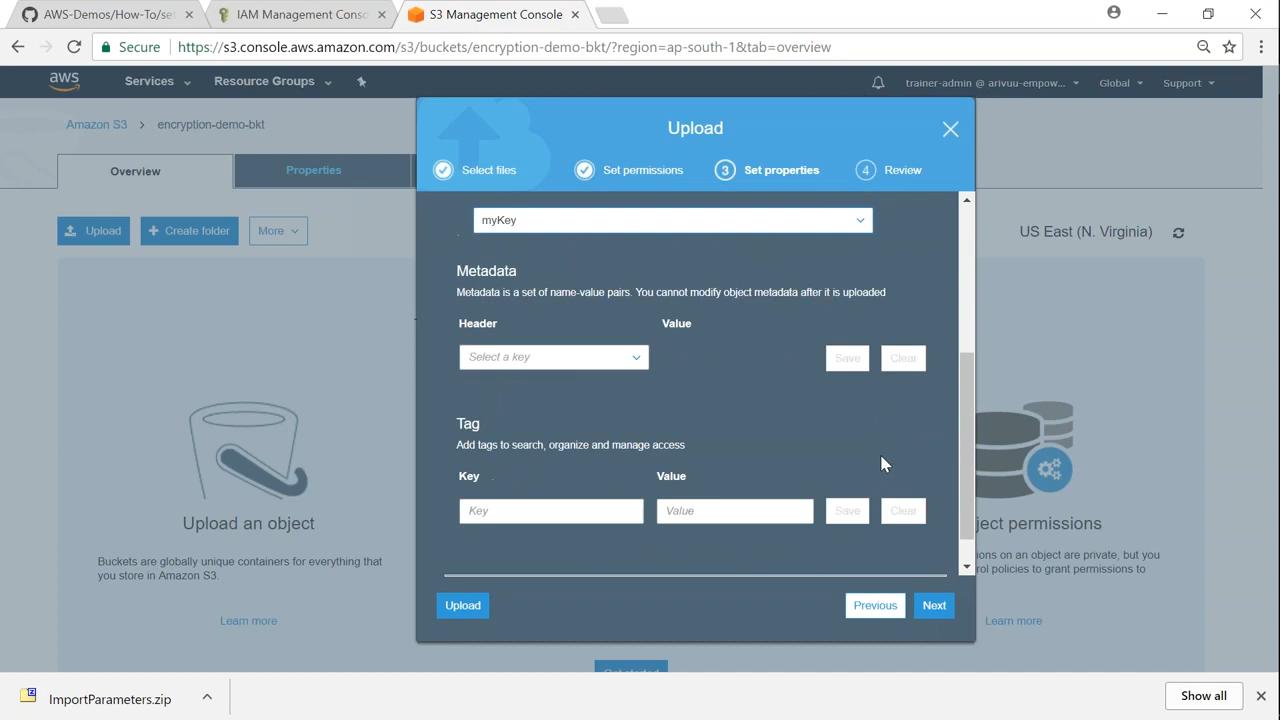 AWS-Demos/How-To/set
IAM Management Conso
S3 Management Console
Secure
https://s3.console.aws.amazon.com/s3/buckets/encryption-demo-bkt/?region=ap-south-1&tab=overview
aws
Services
Resource Groups
trainer-admin @ arivuu-empow...
Global
Support
Amazon S3
encryption-demo-bkt
Overview
Properties
Upload
Create folder
More
US East (N. Virginia)
Upload
Select files
Set permissions
3 Set properties
4 Review
myKey
Metadata
Metadata is a set of name-value pairs. You cannot modify object metadata after it is uploaded
Header Value
Select a key
Save
Clear
Tag
Add tags to search, organize and manage access
Key Value
Key
Value
Save
Clear
Upload
Previous
Next
Upload an object
Buckets are globally unique containers for everything that
you store in Amazon S3.
Learn more
ject permissions
ions on an object are private, but you
rol policies to grant permissions to
Learn more
Get started
ImportParameters.zip
Show all